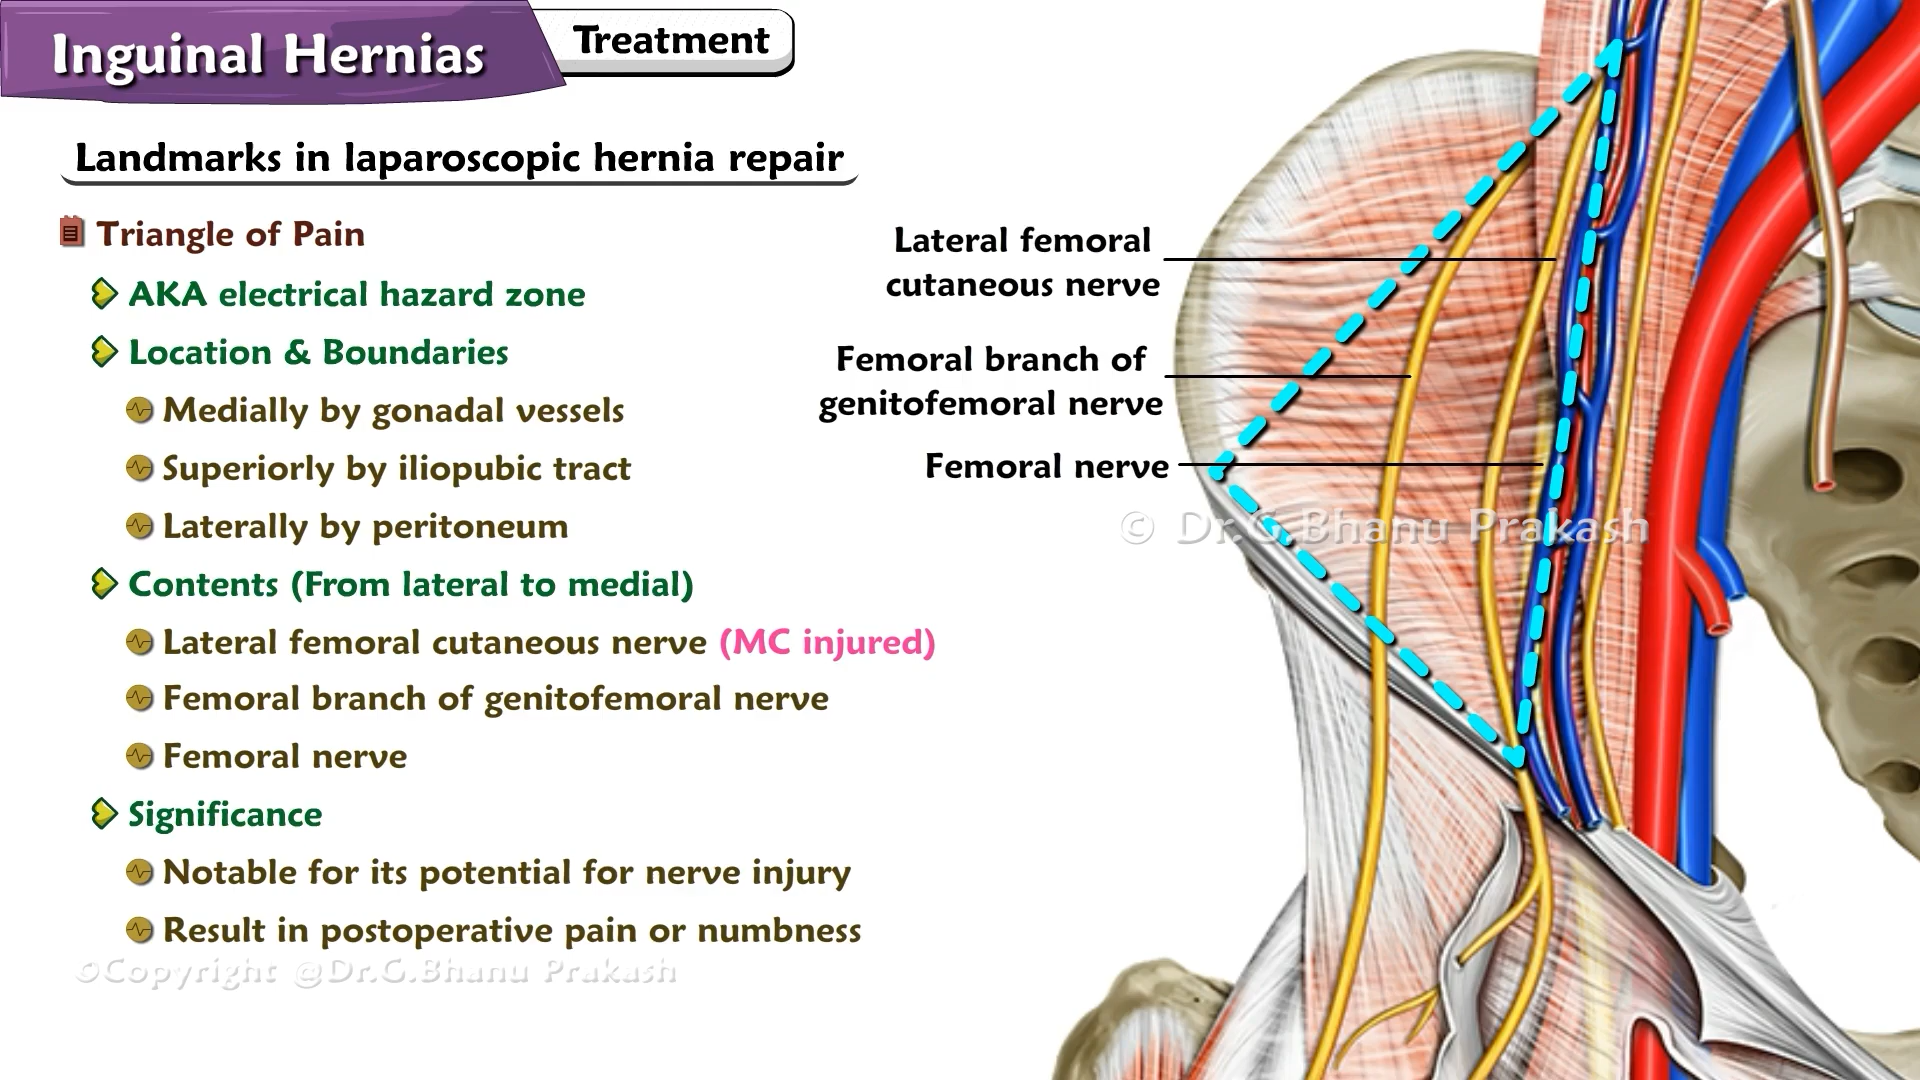 Inguinal Hernias
Treatment
Landmarks in laparoscopic hernia repair
Triangle of Pain
AKA electrical hazard zone
Location & Boundaries
Medially by gonadal vessels
Superiorly by iliopubic tract
Laterally by peritoneum
Contents (From lateral to medial)
Lateral femoral cutaneous nerve (MC injured)
Femoral branch of genitofemoral nerve
Femoral nerve
Significance
Notable for its potential for nerve injury
Result in postoperative pain or numbness
©Copyright @Dr.G.Bhanu Prakash
Lateral femoral
cutaneous nerve
Femoral branch of
genitofemoral nerve
Femoral nerve
© Dr.G.Bhanu Prakash